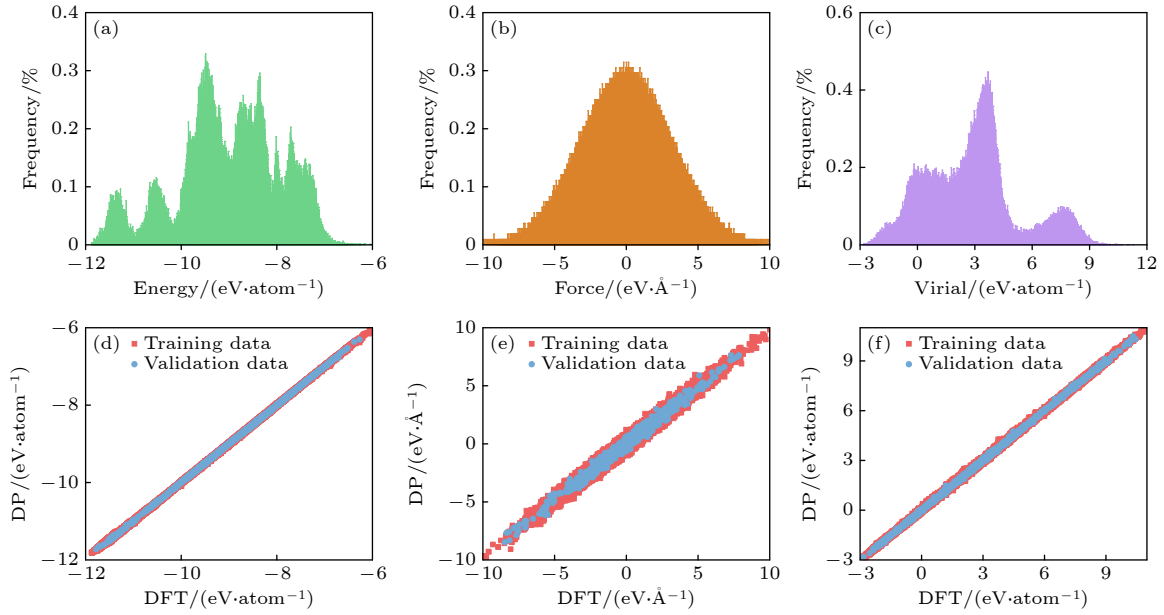 (a)
0.4
0.3
0.2
0.1
0
Frequency/%
−12
−10
−8
−6
Energy/(eV·atom⁻¹)
(b)
0.4
0.3
0.2
0.1
0
Frequency/%
−10
−5
0
5
10
Force/(eV·Å⁻¹)
(c)
0.6
0.4
0.2
0
Frequency/%
−3
0
3
6
9
12
Virial/(eV·atom⁻¹)
(d)
Training data
Validation data
−6
−8
−10
−12
DP/(eV·atom⁻¹)
−12
−10
−8
−6
DFT/(eV·atom⁻¹)
(e)
Training data
Validation data
10
5
0
−5
−10
DP/(eV·Å⁻¹)
−10
−5
0
5
10
DFT/(eV·Å⁻¹)
(f)
Training data
Validation data
9
6
3
0
−3
DP/(eV·atom⁻¹)
−3
0
3
6
9
DFT/(eV·atom⁻¹)